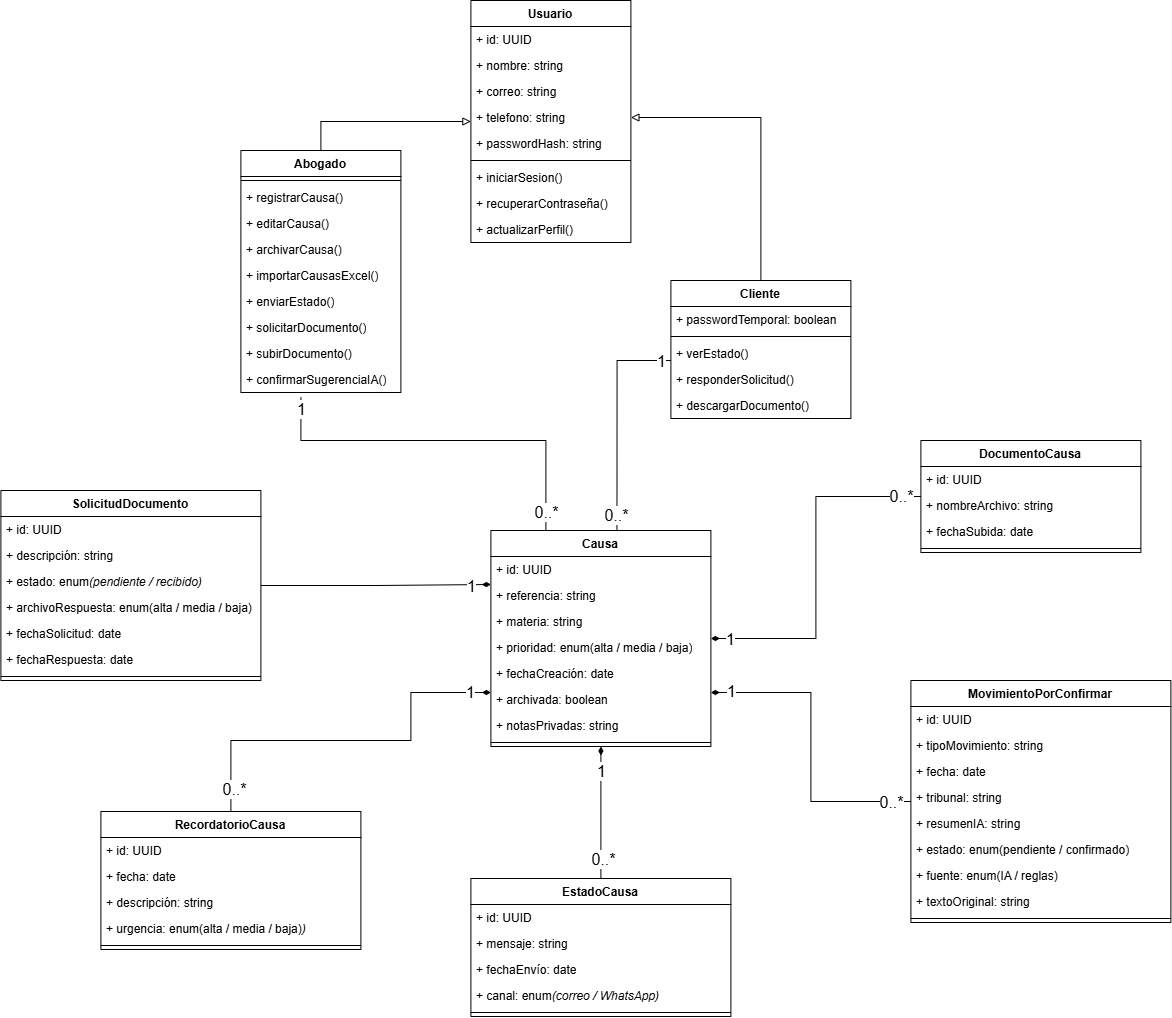 Usuario
+ id: UUID
+ nombre: string
+ correo: string
+ telefono: string
+ passwordHash: string
+ iniciarSesion()
+ recuperarContraseña()
+ actualizarPerfil()
Abogado
+ registrarCausa()
+ editarCausa()
+ archivarCausa()
+ importarCausasExcel()
+ enviarEstado()
+ solicitarDocumento()
+ subirDocumento()
+ confirmarSugerenciaIA()
1
0..*
Cliente
+ passwordTemporal: boolean
+ verEstado()
+ responderSolicitud()
+ descargarDocumento()
1
0..*
SolicitudDocumento
+ id: UUID
+ descripción: string
+ estado: enum(pendiente / recibido)
+ archivoRespuesta: enum(alta / media / baja)
+ fechaSolicitud: date
+ fechaRespuesta: date
1
Causa
+ id: UUID
+ referencia: string
+ materia: string
+ prioridad: enum(alta / media / baja)
+ fechaCreación: date
+ archivada: boolean
+ notasPrivadas: string
DocumentoCausa
+ id: UUID
+ nombreArchivo: string
+ fechaSubida: date
0..*
1
1
0..*
MovimientoPorConfirmar
+ id: UUID
+ tipoMovimiento: string
+ fecha: date
+ tribunal: string
+ resumenIA: string
+ estado: enum(pendiente / confirmado)
+ fuente: enum(IA / reglas)
+ textoOriginal: string
1
0..*
RecordatorioCausa
+ id: UUID
+ fecha: date
+ descripción: string
+ urgencia: enum(alta / media / baja))
1
0..*
EstadoCausa
+ id: UUID
+ mensaje: string
+ fechaEnvío: date
+ canal: enum(correo / WhatsApp)